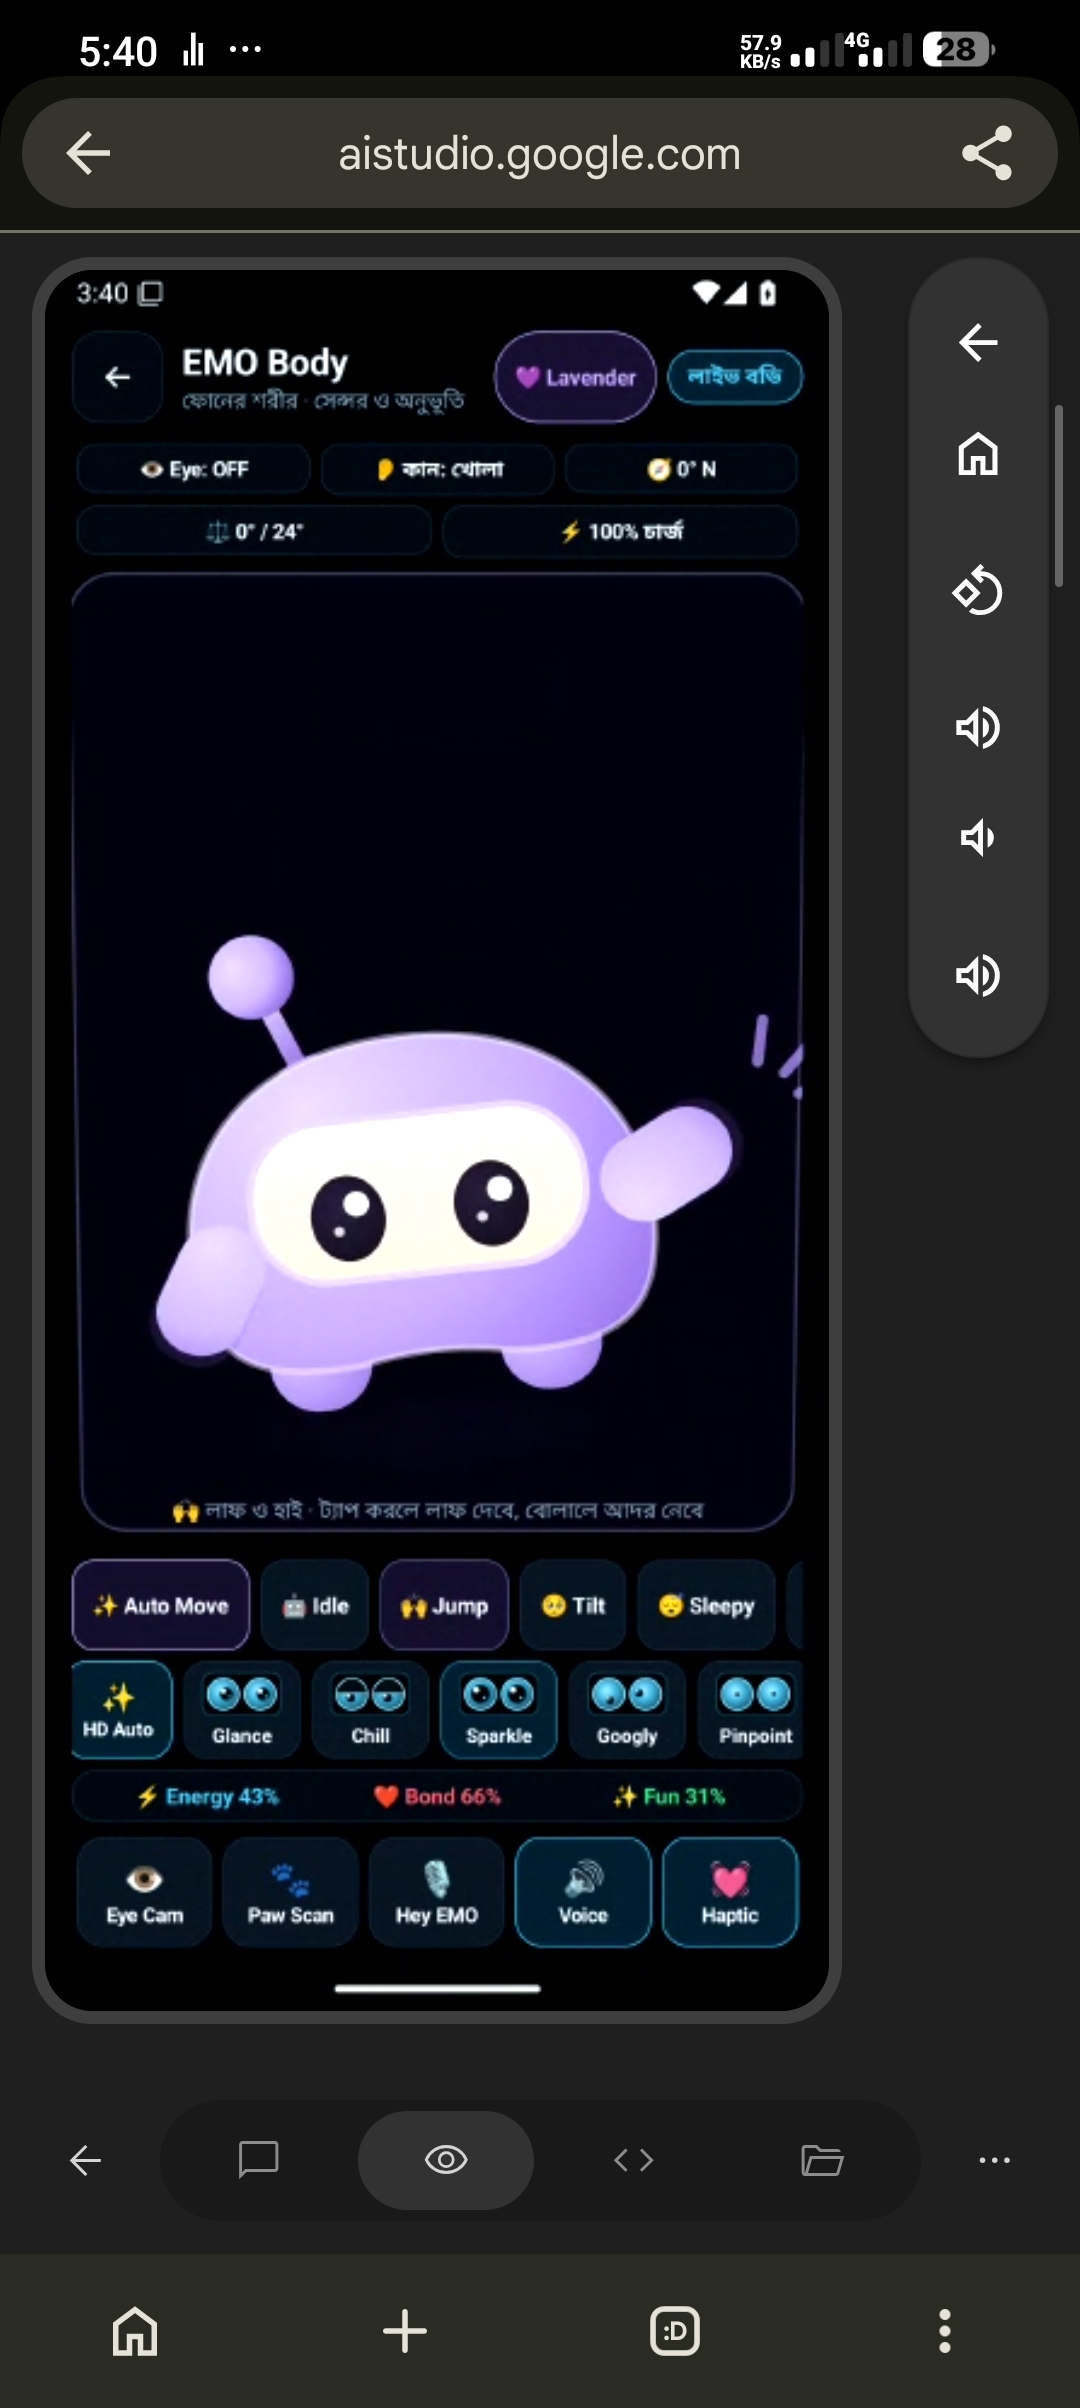 5:40
57.9 KB/s 4G 28
aistudio.google.com
3:40
EMO Body
ফোনের শরীর · সেন্সর ও অনুভূতি
💜 Lavender
লাইভ বডি
👁️ Eye: OFF
👂 কান: খোলা
🧭 0° N
⚖️ 0° / 24°
⚡ 100% চার্জ
🙌 লাফ ও হাই · ট্যাপ করলে লাফ দেবে, বোলালে আদর নেবে
✨ Auto Move
🤖 Idle
🙌 Jump
🥺 Tilt
😴 Sleepy
✨ HD Auto
Glance
Chill
Sparkle
Googly
Pinpoint
⚡ Energy 43%
❤️ Bond 66%
✨ Fun 31%
👁️ Eye Cam
🐾 Paw Scan
🎙️ Hey EMO
🔊 Voice
💓 Haptic
:D